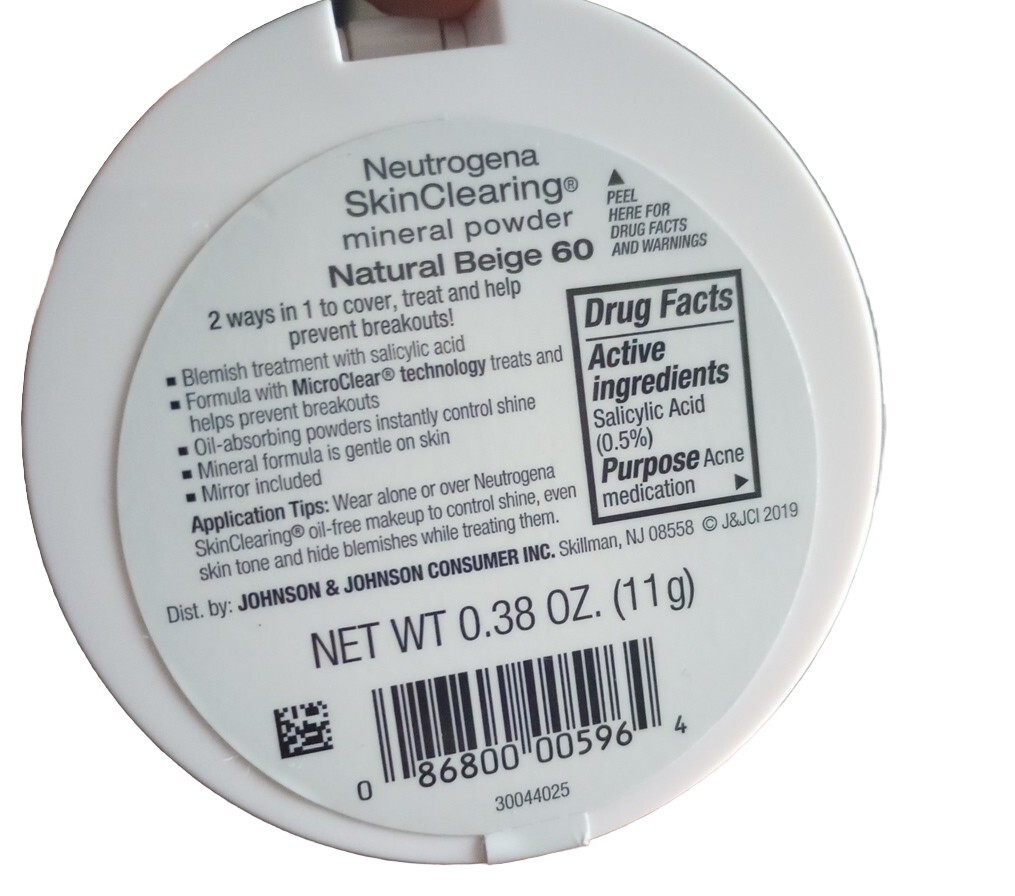 Neutrogena
SkinClearing®
mineral powder
Natural Beige 60
▲
PEEL
HERE FOR
DRUG FACTS
AND WARNINGS
2 ways in 1 to cover, treat and help
prevent breakouts!
▪ Blemish treatment with salicylic acid
▪ Formula with MicroClear® technology treats and
helps prevent breakouts
▪ Oil-absorbing powders instantly control shine
▪ Mineral formula is gentle on skin
▪ Mirror included
Application Tips: Wear alone or over Neutrogena
SkinClearing® oil-free makeup to control shine, even
skin tone and hide blemishes while treating them.
Drug Facts
Active
ingredients
Salicylic Acid
(0.5%)
Purpose Acne
medication ▶
Dist. by: JOHNSON & JOHNSON CONSUMER INC. Skillman, NJ 08558 © J&JCI 2019
NET WT 0.38 OZ. (11 g)
0 86800 00596 4
30044025